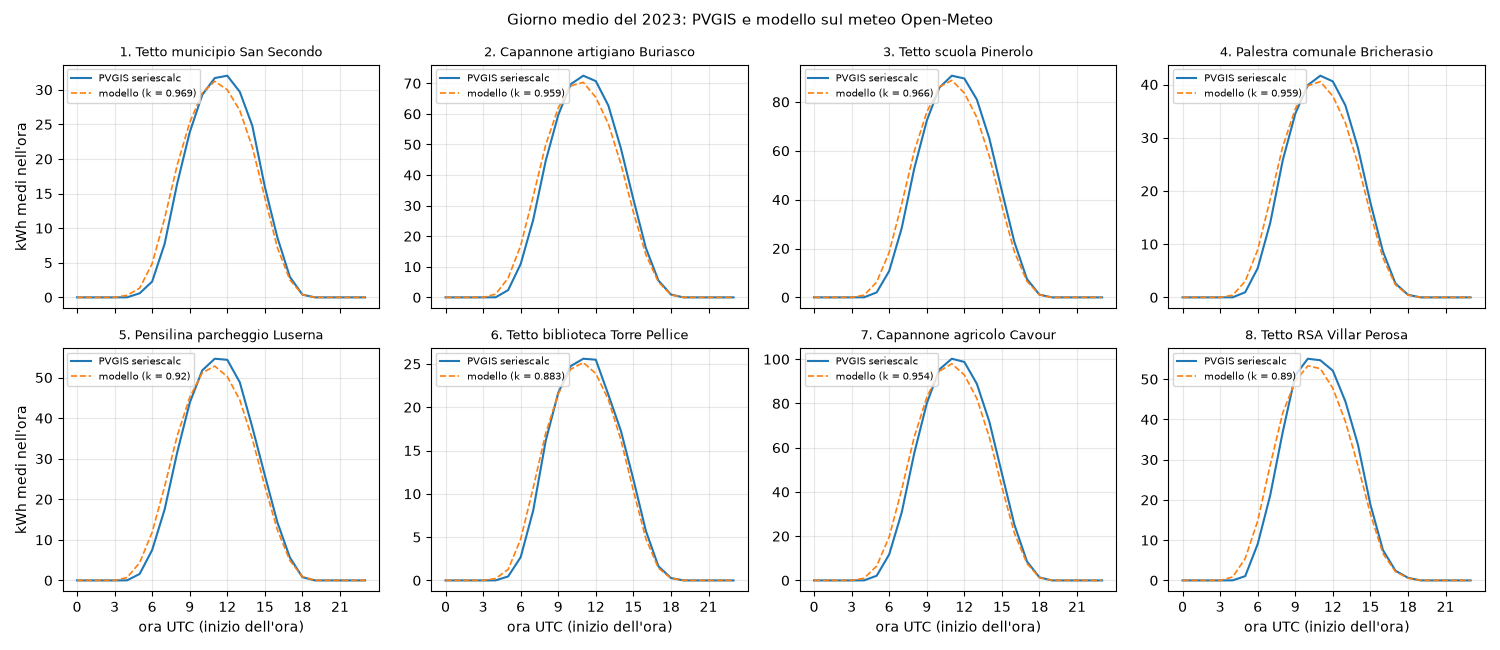 Giorno medio del 2023: PVGIS e modello sul meteo Open-Meteo
1. Tetto municipio San Secondo
PVGIS seriescalc
modello (k = 0.969)
kWh medi nell'ora
30
25
20
15
10
5
0
2. Capannone artigiano Buriasco
PVGIS seriescalc
modello (k = 0.959)
70
60
50
40
30
20
10
0
3. Tetto scuola Pinerolo
PVGIS seriescalc
modello (k = 0.966)
80
60
40
20
0
4. Palestra comunale Bricherasio
PVGIS seriescalc
modello (k = 0.959)
40
30
20
10
0
5. Pensilina parcheggio Luserna
PVGIS seriescalc
modello (k = 0.92)
kWh medi nell'ora
50
40
30
20
10
0
0 3 6 9 12 15 18 21
ora UTC (inizio dell'ora)
6. Tetto biblioteca Torre Pellice
PVGIS seriescalc
modello (k = 0.883)
25
20
15
10
5
0
0 3 6 9 12 15 18 21
ora UTC (inizio dell'ora)
7. Capannone agricolo Cavour
PVGIS seriescalc
modello (k = 0.954)
100
80
60
40
20
0
0 3 6 9 12 15 18 21
ora UTC (inizio dell'ora)
8. Tetto RSA Villar Perosa
PVGIS seriescalc
modello (k = 0.89)
50
40
30
20
10
0
0 3 6 9 12 15 18 21
ora UTC (inizio dell'ora)